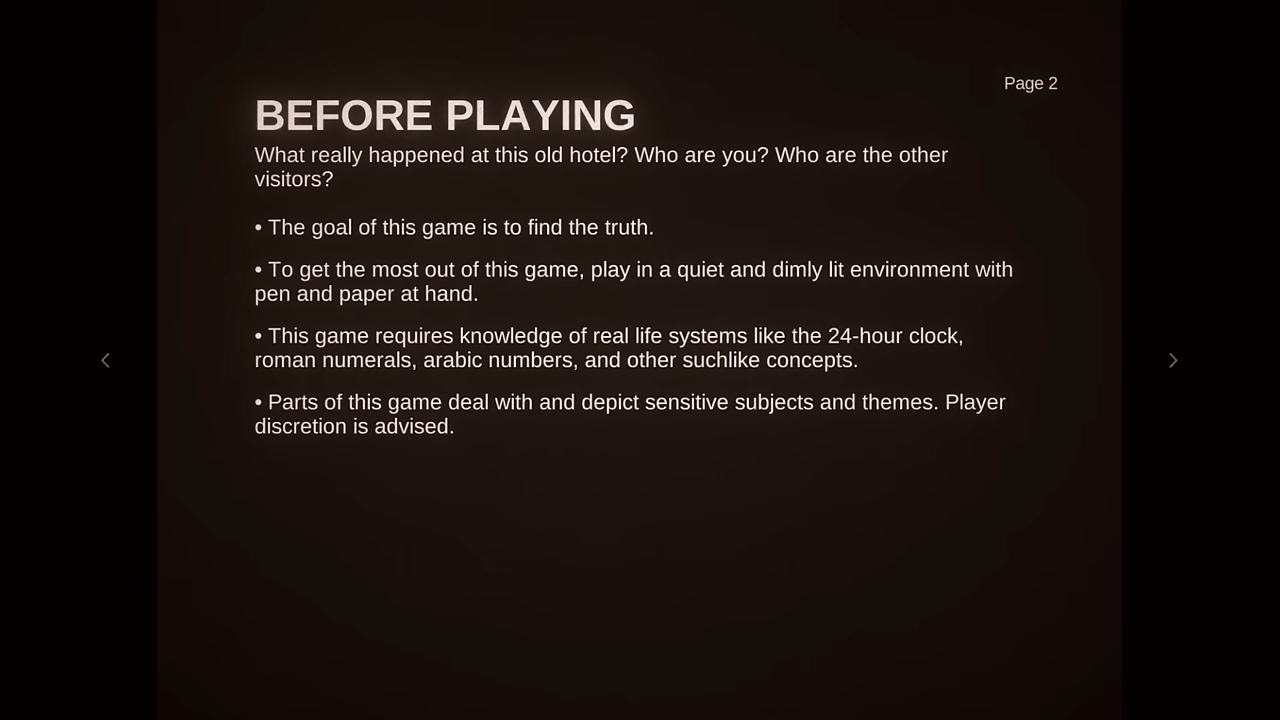 Page 2
BEFORE PLAYING
What really happened at this old hotel? Who are you? Who are the other
visitors?
• The goal of this game is to find the truth.
• To get the most out of this game, play in a quiet and dimly lit environment with
pen and paper at hand.
• This game requires knowledge of real life systems like the 24-hour clock,
roman numerals, arabic numbers, and other suchlike concepts.
• Parts of this game deal with and depict sensitive subjects and themes. Player
discretion is advised.